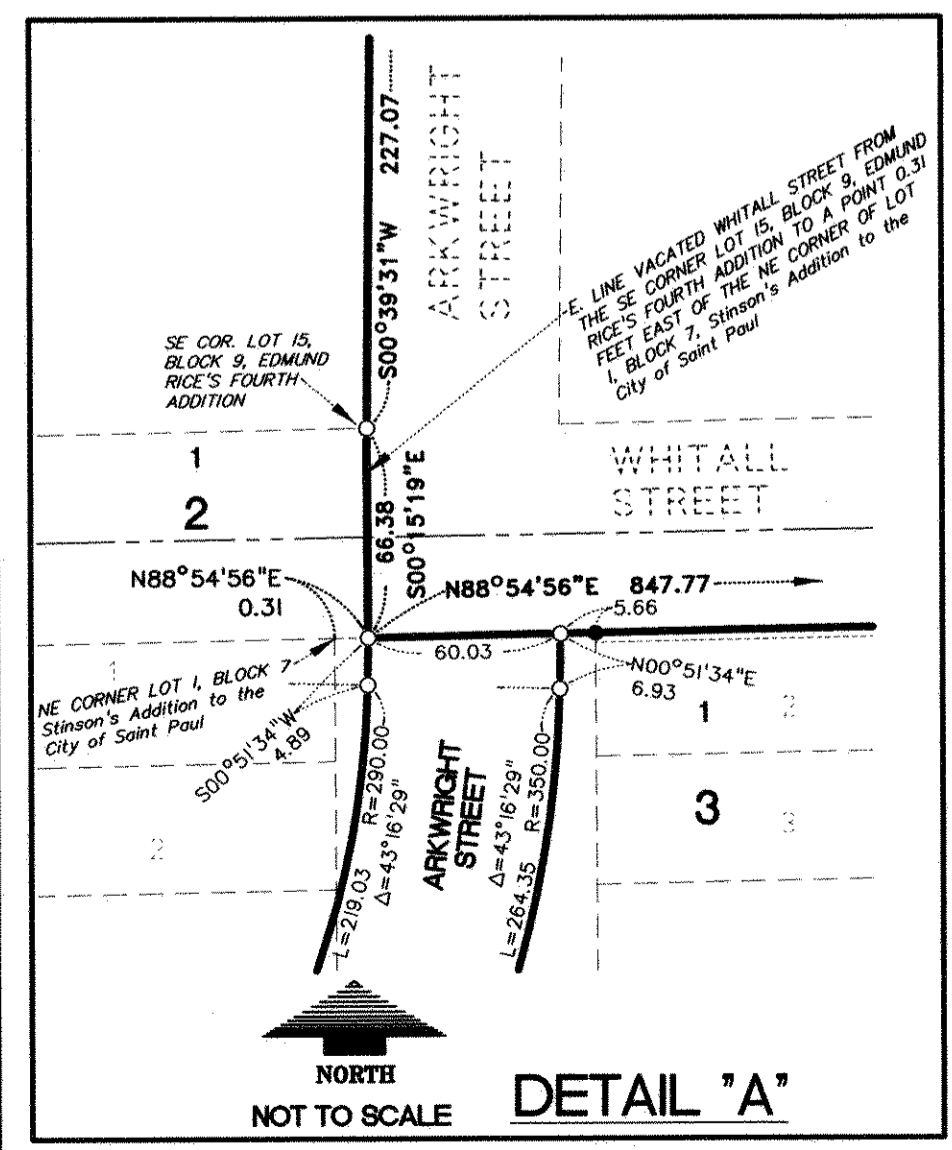 227.07
S00°39'31"W
ARKWRIGHT
STREET
E. LINE VACATED WHITALL STREET FROM
THE SE CORNER LOT 15, BLOCK 9, EDMUND
RICE'S FOURTH ADDITION TO A POINT 0.31
FEET EAST OF THE NE CORNER OF LOT
1, BLOCK 7, Stinson's Addition to the
City of Saint Paul
SE COR. LOT 15,
BLOCK 9, EDMUND
RICE'S FOURTH
ADDITION
1
2
66.38
S00°15'19"E
WHITALL
STREET
N88°54'56"E
0.31
N88°54'56"E 847.77
5.66
60.03
N00°51'34"E
6.93
1
NE CORNER LOT 1, BLOCK 7
Stinson's Addition to the
City of Saint Paul
S00°51'34"W
4.89
2
L=219.03 R=290.00
Δ=43°16'29"
ARKWRIGHT
STREET
Δ=43°16'29"
L=264.35 R=350.00
1
2
3
3
NORTH
NOT TO SCALE
DETAIL "A"